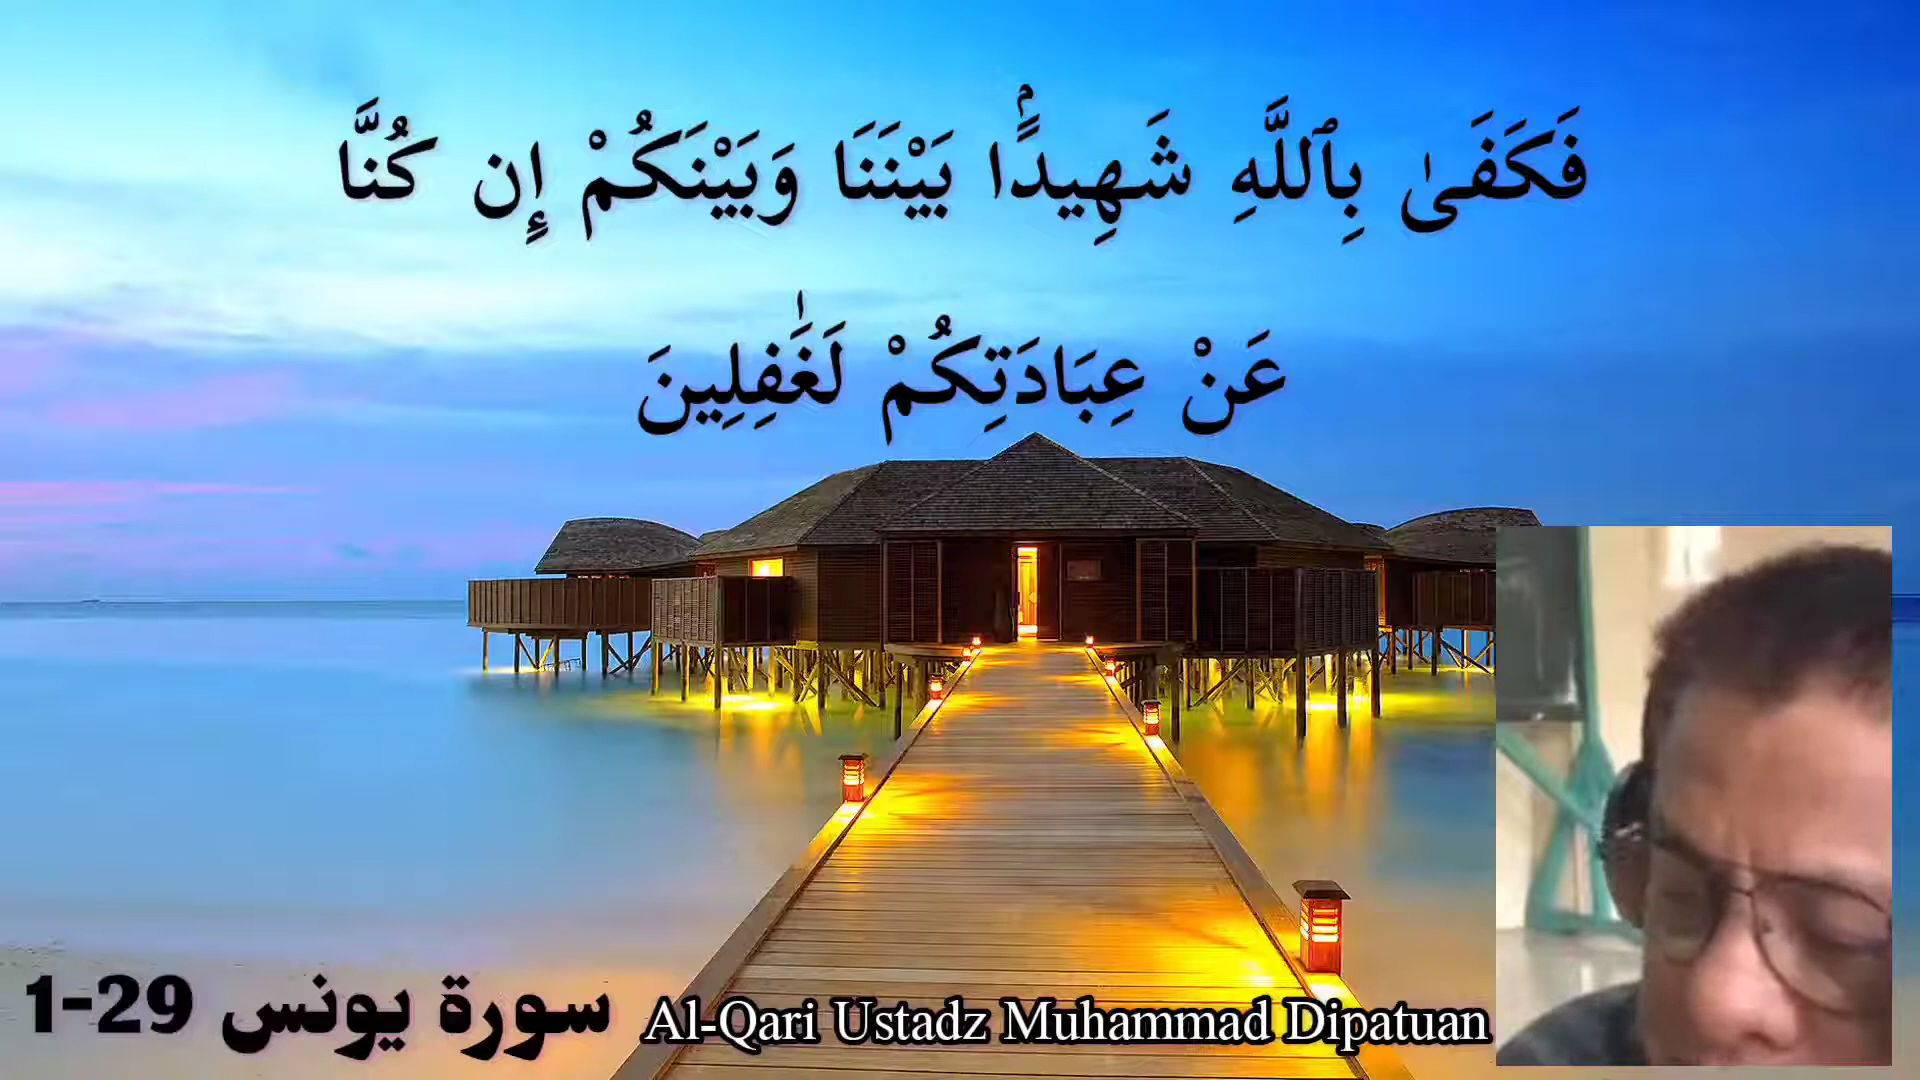 فَكَفَىٰ بِٱللَّهِ شَهِيدًۢا بَيْنَنَا وَبَيْنَكُمْ إِن كُنَّا
عَنْ عِبَادَتِكُمْ لَغَٰفِلِينَ
سورة يونس 29-1
Al-Qari Ustadz Muhammad Dipatuan